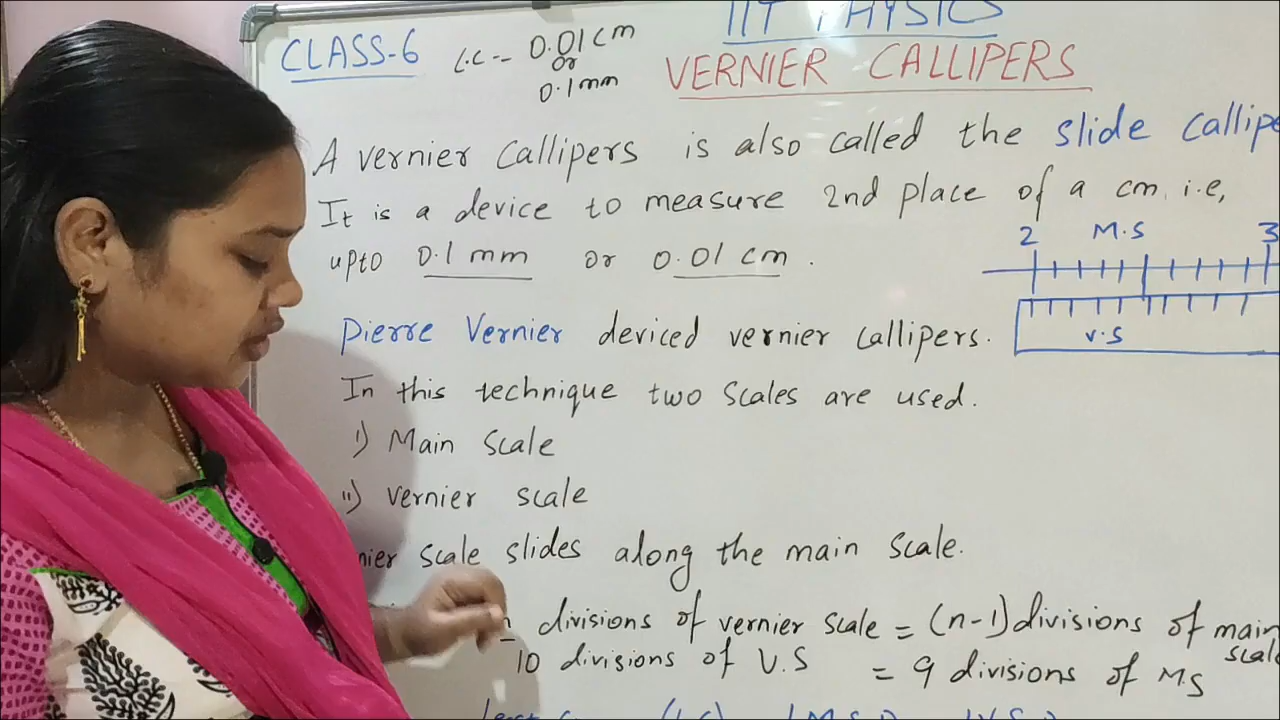 IIT PHYSICS
CLASS-6 L.C -- 0.01cm
or
0.1mm
VERNIER CALLIPERS
A vernier Callipers is also called the slide callipe
It is a device to measure 2nd place of a cm i.e,
upto 0.1 mm or 0.01 cm .
2 M.S 3
V.S
Pierre Vernier deviced vernier callipers.
In this technique two scales are used.
i) Main scale
ii) vernier scale
nier scale slides along the main scale.
n divisions of vernier scale = (n-1) divisions of main scale
10 divisions of V.S = 9 divisions of MS